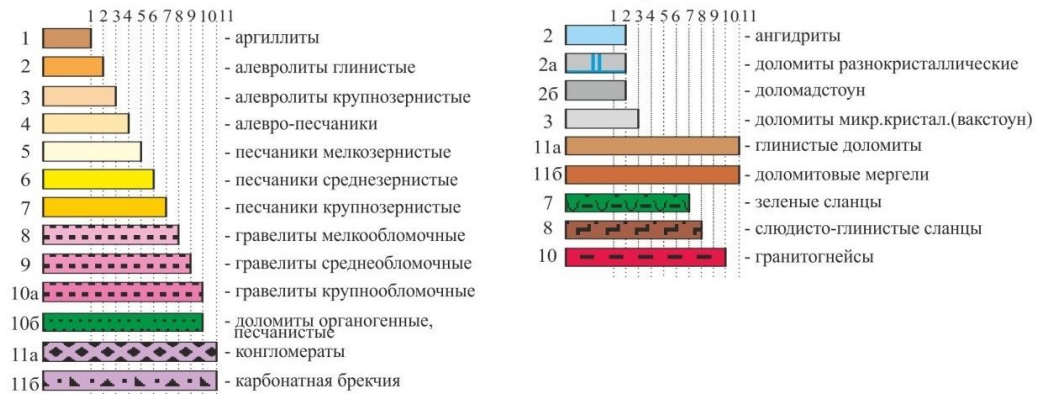 1 2 3 4 5 6 7 8 9 10 11
1 - аргиллиты
2 - алевролиты глинистые
3 - алевролиты крупнозернистые
4 - алевро-песчаники
5 - песчаники мелкозернистые
6 - песчаники среднезернистые
7 - песчаники крупнозернистые
8 - гравелиты мелкообломочные
9 - гравелиты среднеобломочные
10а - гравелиты крупнообломочные
10б - доломиты органогенные,
песчанистые
11а - конгломераты
11б - карбонатная брекчия
1 2 3 4 5 6 7 8 9 10 11
2 - ангидриты
2а - доломиты разнокристаллические
2б - доломадстоун
3 - доломиты микр.кристал.(вакстоун)
11а - глинистые доломиты
11б - доломитовые мергели
7 - зеленые сланцы
8 - слюдисто-глинистые сланцы
10 - гранитогнейсы